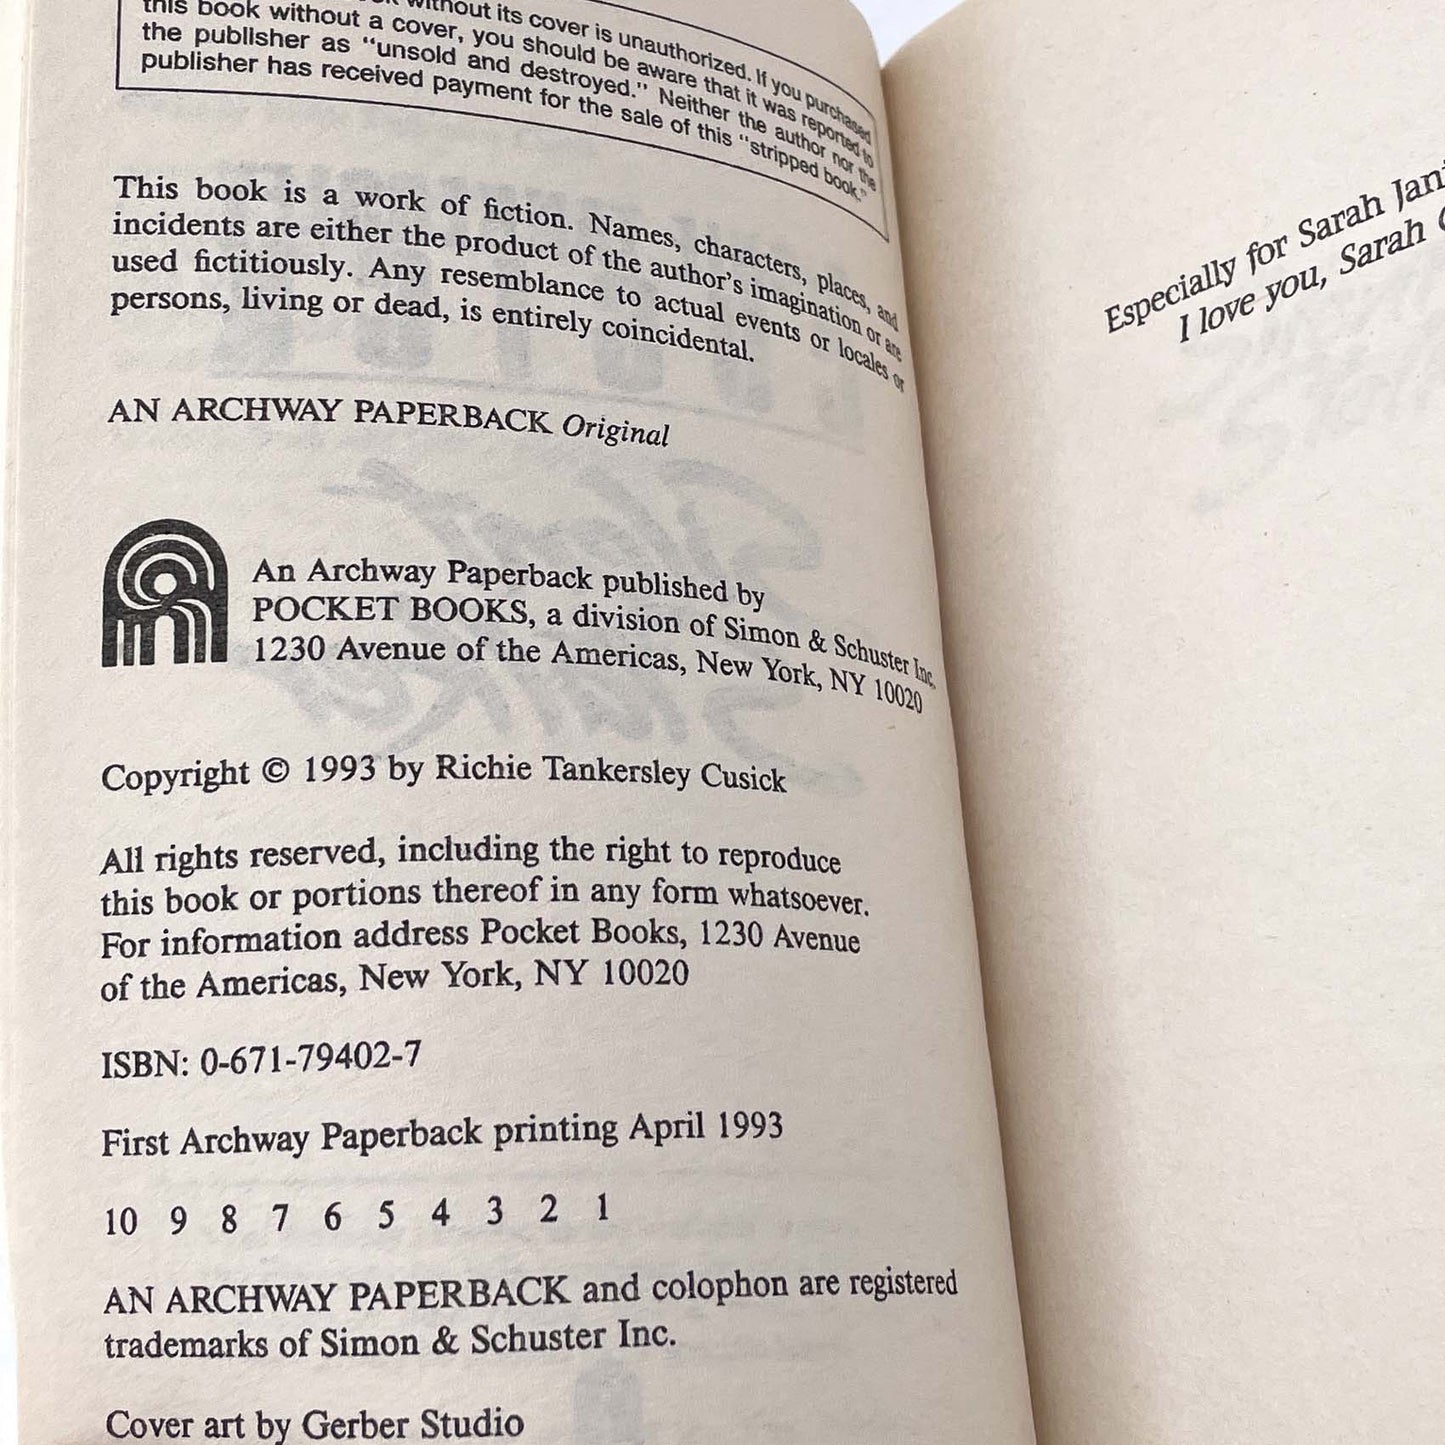 without its cover is unauthorized. If you purchased
this book without a cover, you should be aware that it was reported to
the publisher as "unsold and destroyed." Neither the author nor the
publisher has received payment for the sale of this "stripped book."
This book is a work of fiction. Names, characters, places, and
incidents are either the product of the author's imagination or are
used fictitiously. Any resemblance to actual events or locales or
persons, living or dead, is entirely coincidental.
AN ARCHWAY PAPERBACK Original
An Archway Paperback published by
POCKET BOOKS, a division of Simon & Schuster Inc.
1230 Avenue of the Americas, New York, NY 10020
Copyright © 1993 by Richie Tankersley Cusick
All rights reserved, including the right to reproduce
this book or portions thereof in any form whatsoever.
For information address Pocket Books, 1230 Avenue
of the Americas, New York, NY 10020
ISBN: 0-671-79402-7
First Archway Paperback printing April 1993
10 9 8 7 6 5 4 3 2 1
AN ARCHWAY PAPERBACK and colophon are registered
trademarks of Simon & Schuster Inc.
Cover art by Gerber Studio
Especially for Sarah
I love you, Sarah